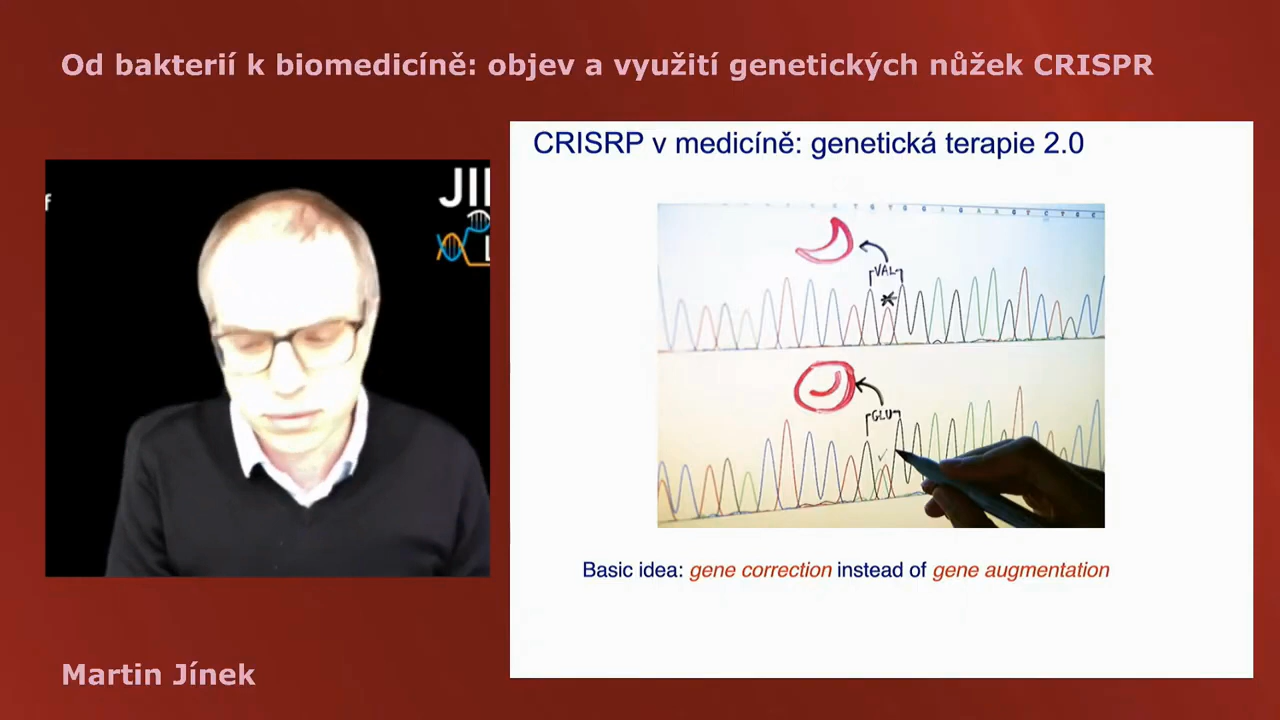 Od bakterií k biomedicíně: objev a využití genetických nůžek CRISPR
f
JI
L
CRISRP v medicíně: genetická terapie 2.0
VAL
GLU
Basic idea: gene correction instead of gene augmentation
Martin Jínek